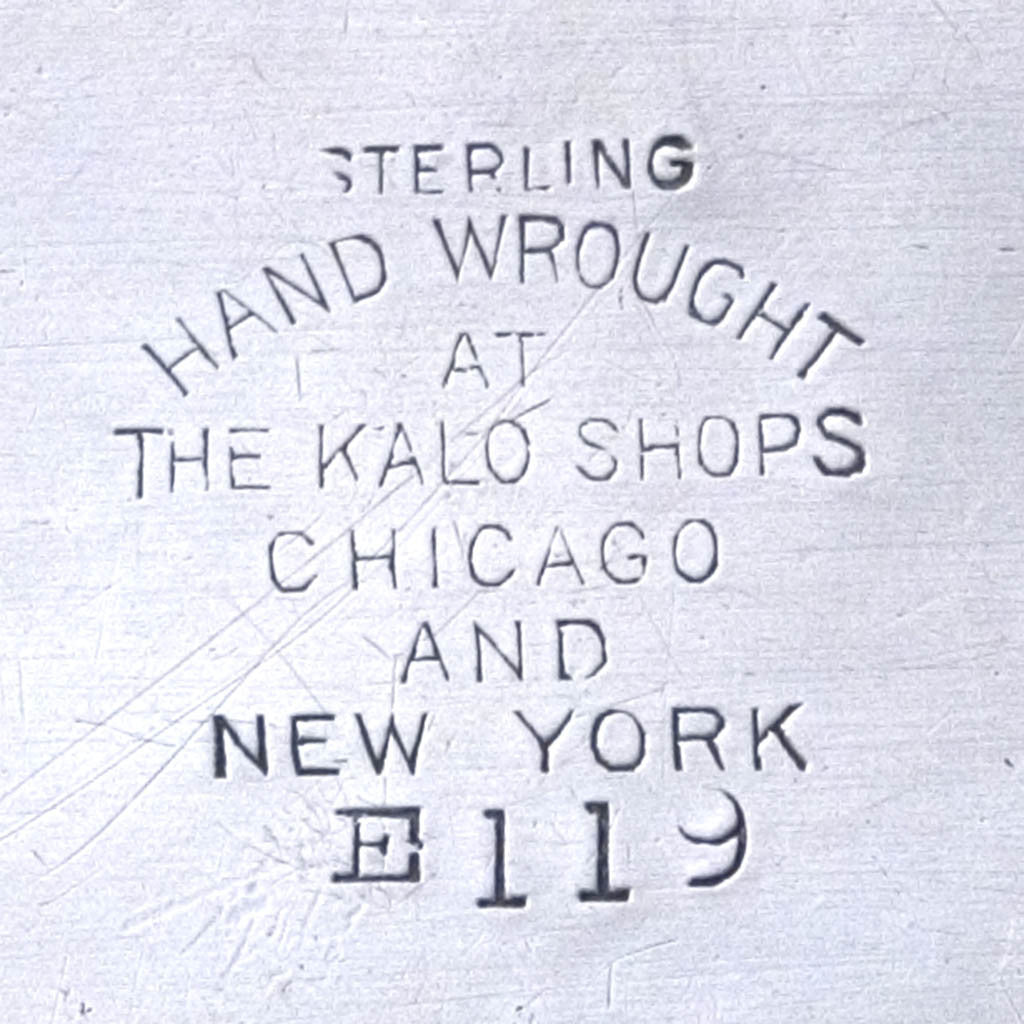 STERLING
HAND WROUGHT
AT
THE KALO SHOPS
CHICAGO
AND
NEW YORK
E119